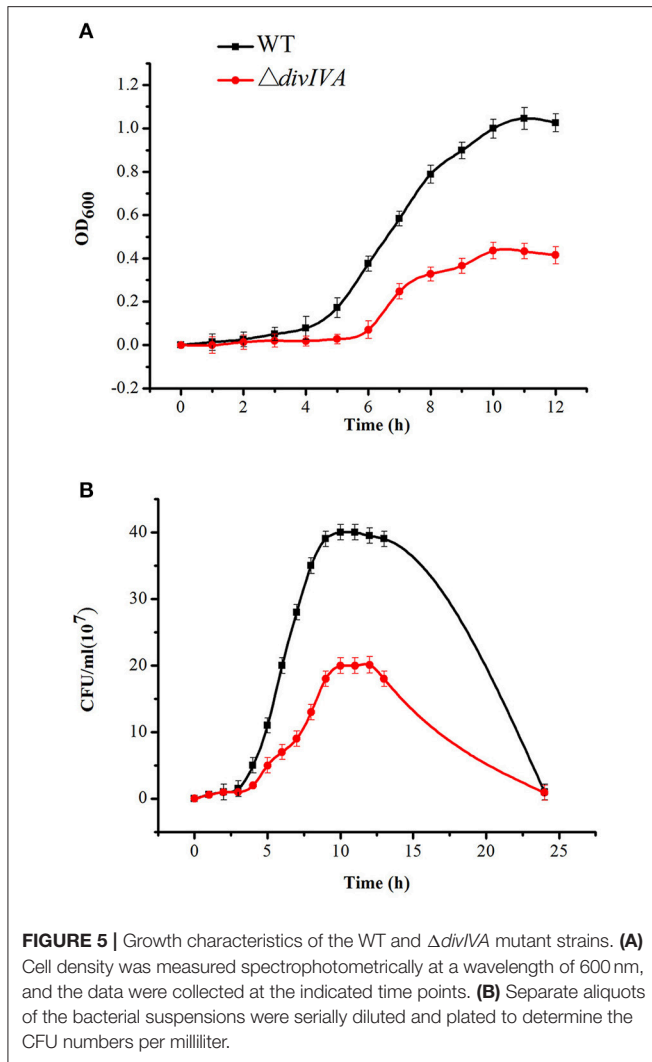 A
WT
△divIVA
1.2
1.0
0.8
0.6
0.4
0.2
0.0
-0.2
OD600
0 2 4 6 8 10 12
Time (h)
B
40
30
20
10
0
CFU/ml(10^7)
0 5 10 15 20 25
Time (h)
FIGURE 5 | Growth characteristics of the WT and ΔdivIVA mutant strains. (A)
Cell density was measured spectrophotometrically at a wavelength of 600 nm,
and the data were collected at the indicated time points. (B) Separate aliquots
of the bacterial suspensions were serially diluted and plated to determine the
CFU numbers per milliliter.